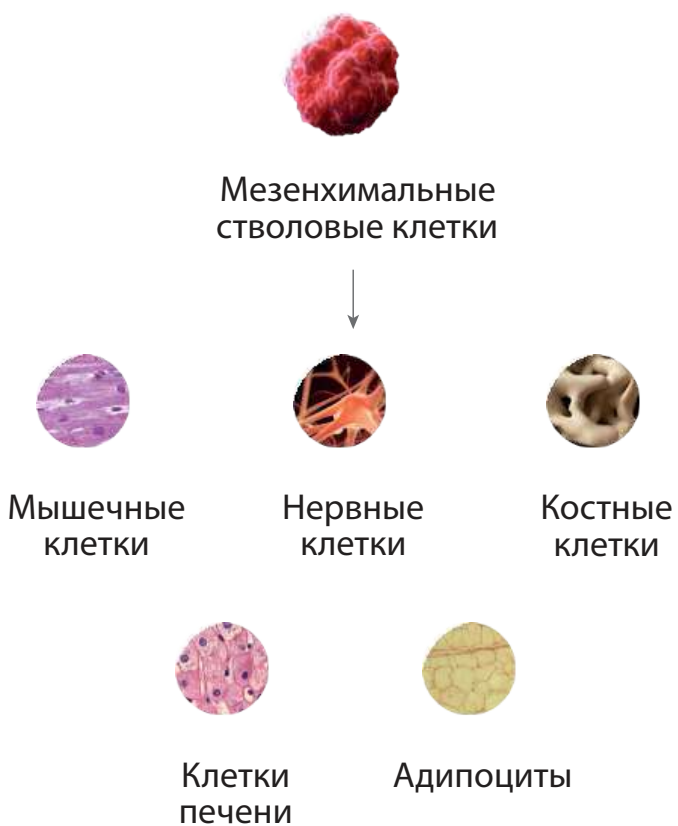 Мезенхимальные
стволовые клетки
Мышечные
клетки
Нервные
клетки
Костные
клетки
Клетки
печени
Адипоциты